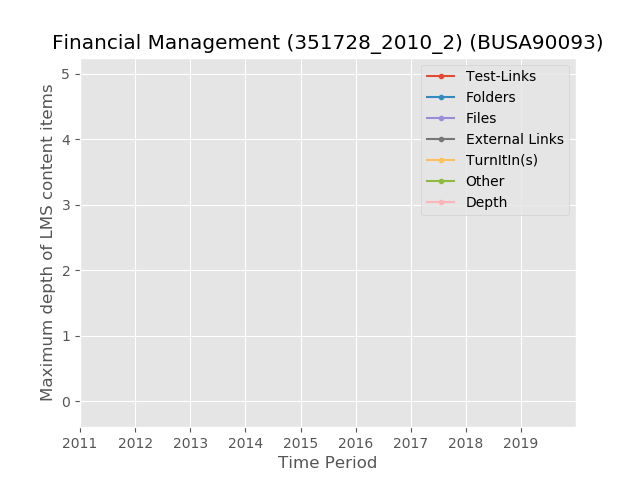 Financial Management (351728_2010_2) (BUSA90093)
Maximum depth of LMS content items
5
4
3
2
1
0
Test-Links
Folders
Files
External Links
TurnItIn(s)
Other
Depth
2011 2012 2013 2014 2015 2016 2017 2018 2019
Time Period